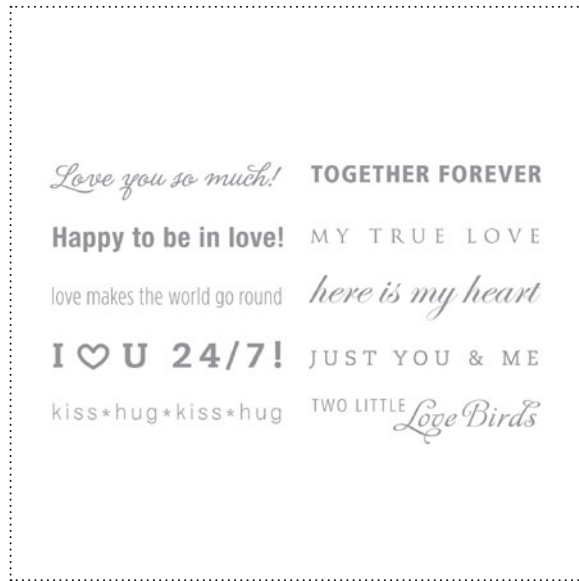 Love you so much!
Happy to be in love!
love makes the world go round
I ♡ U 24/7!
kiss*hug*kiss*hug
TOGETHER FOREVER
MY TRUE LOVE
here is my heart
JUST YOU & ME
TWO LITTLE Love Birds